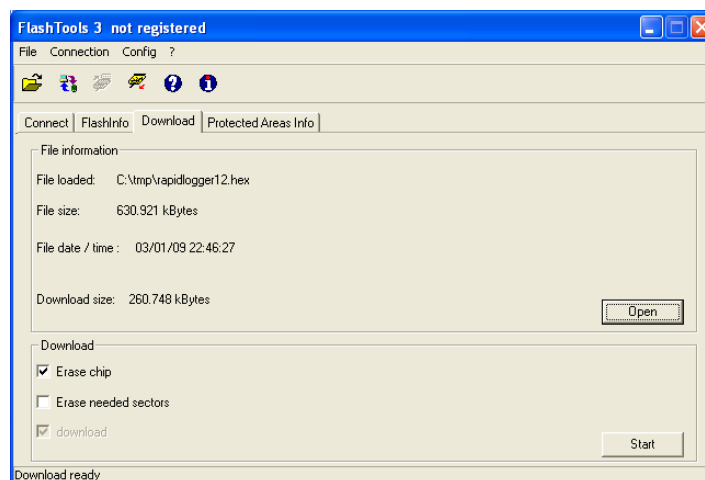 FlashTools 3 not registered
File Connection Config ?
Connect FlashInfo Download Protected Areas Info
File information
File loaded: C:\tmp\rapidlogger12.hex
File size: 630.921 kBytes
File date / time : 03/01/09 22:46:27
Download size: 260.748 kBytes
Open
Download
Erase chip
Erase needed sectors
download
Start
Download ready